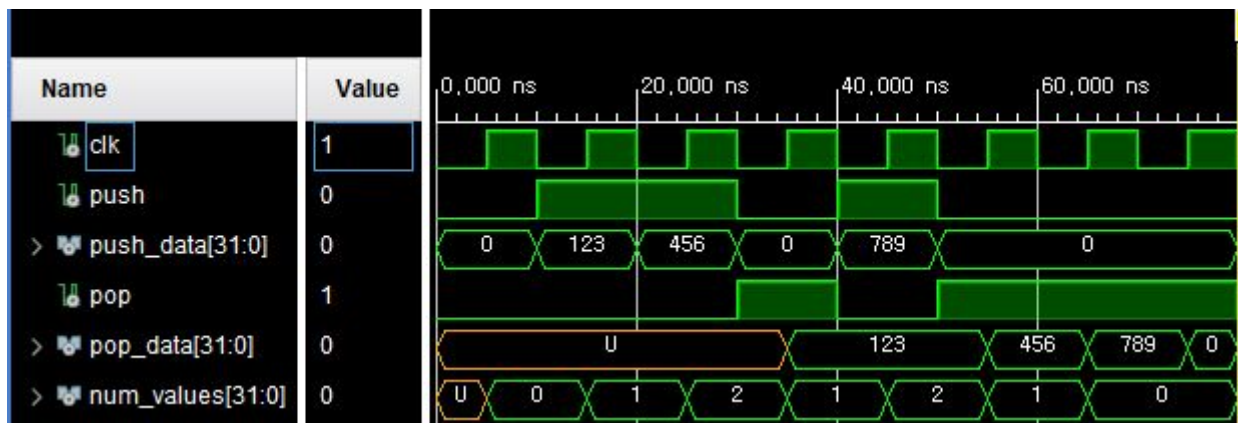 Name Value 0,000 ns 20,000 ns 40,000 ns 60,000 ns
clk 1
push 0
push_data[31:0] 0 0 123 456 0 789 0
pop 1
pop_data[31:0] 0 U 123 456 789 0
num_values[31:0] 0 U 0 1 2 1 2 1 0